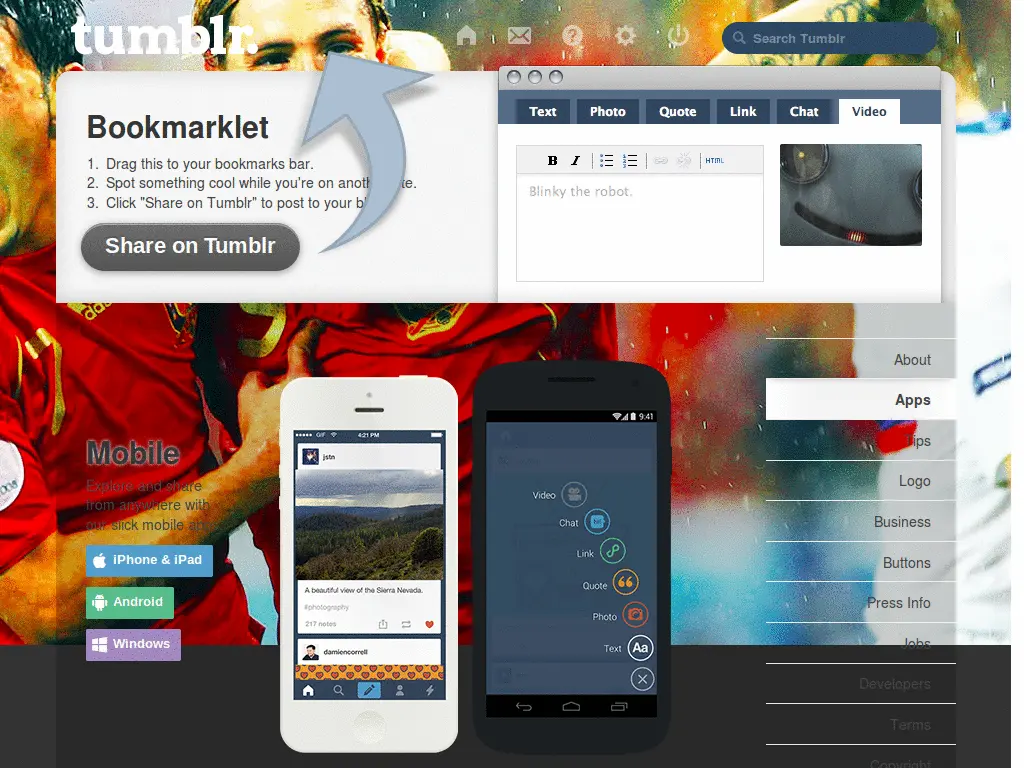 tumblr.
Search Tumblr
Bookmarklet
1. Drag this to your bookmarks bar.
2. Spot something cool while you're on
3. Click "Share on Tumblr" to post to your
Share on Tumblr
Text Photo Quote Link Chat Video
B I HTML
Blinky the robot.
About
Apps
Tips
Logo
Business
Buttons
Press Info
Jobs
Developers
Terms
Copyright
Mobile
Explore and share
from anywhere with
our slick mobile
iPhone & iPad
Android
Windows
GIF 4:21 PM
jstn
A beautiful view of the Sierra Nevada.
#photography
217 notes
damiencorrell
9:41
Video
Chat
Link
Quote
Photo
Text Aa